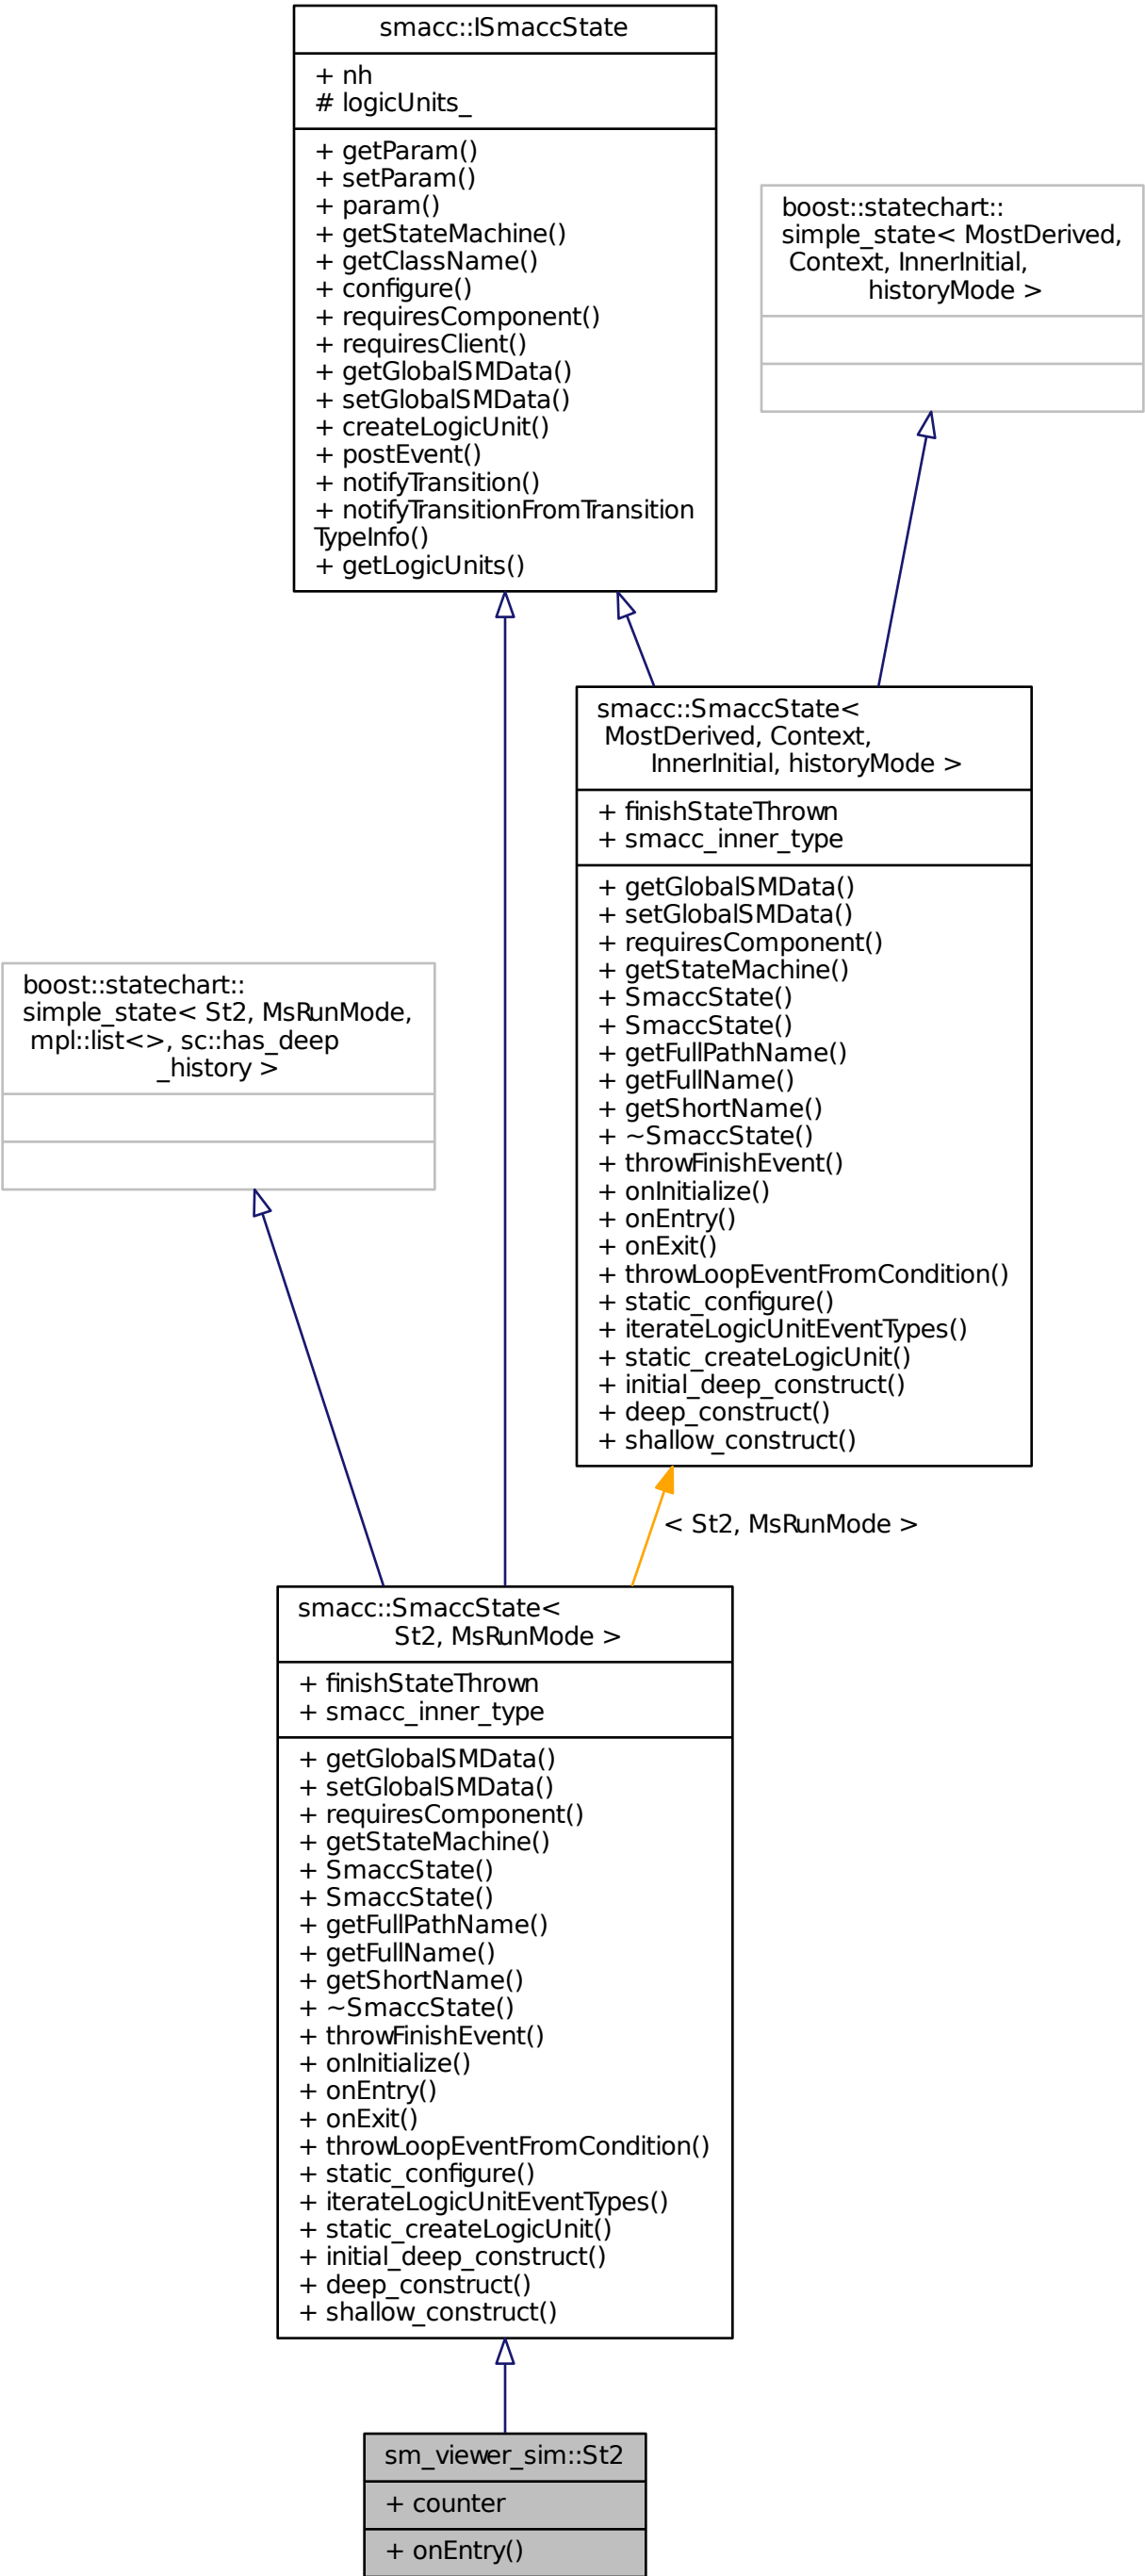 smacc::ISmaccState
+ nh
# logicUnits_
+ getParam()
+ setParam()
+ param()
+ getStateMachine()
+ getClassName()
+ configure()
+ requiresComponent()
+ requiresClient()
+ getGlobalSMData()
+ setGlobalSMData()
+ createLogicUnit()
+ postEvent()
+ notifyTransition()
+ notifyTransitionFromTransition
TypeInfo()
+ getLogicUnits()
boost::statechart::
simple_state< MostDerived,
Context, InnerInitial,
historyMode >
smacc::SmaccState<
MostDerived, Context,
InnerInitial, historyMode >
+ finishStateThrown
+ smacc_inner_type
+ getGlobalSMData()
+ setGlobalSMData()
+ requiresComponent()
+ getStateMachine()
+ SmaccState()
+ SmaccState()
+ getFullPathName()
+ getFullName()
+ getShortName()
+ ~SmaccState()
+ throwFinishEvent()
+ onInitialize()
+ onEntry()
+ onExit()
+ throwLoopEventFromCondition()
+ static_configure()
+ iterateLogicUnitEventTypes()
+ static_createLogicUnit()
+ initial_deep_construct()
+ deep_construct()
+ shallow_construct()
boost::statechart::
simple_state< St2, MsRunMode,
mpl::list<>, sc::has_deep
_history >
< St2, MsRunMode >
smacc::SmaccState<
St2, MsRunMode >
+ finishStateThrown
+ smacc_inner_type
+ getGlobalSMData()
+ setGlobalSMData()
+ requiresComponent()
+ getStateMachine()
+ SmaccState()
+ SmaccState()
+ getFullPathName()
+ getFullName()
+ getShortName()
+ ~SmaccState()
+ throwFinishEvent()
+ onInitialize()
+ onEntry()
+ onExit()
+ throwLoopEventFromCondition()
+ static_configure()
+ iterateLogicUnitEventTypes()
+ static_createLogicUnit()
+ initial_deep_construct()
+ deep_construct()
+ shallow_construct()
sm_viewer_sim::St2
+ counter
+ onEntry()